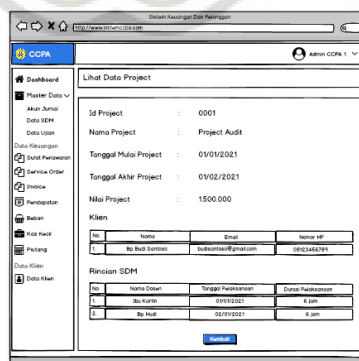 Sistem Keuangan Dan Pelanggan
http://www.sistemccpa.com
CCPA
Admin CCPA 1
Dashboard
Master Data
Akun Jurnal
Data SDM
Data Ujian
Data Keuangan
Surat Penawaran
Service Order
Invoice
Pendapatan
Beban
Kas Kecil
Piutang
Data Klien
Data Klien
Lihat Data Project
Id Project : 0001
Nama Project : Project Audit
Tanggal Mulai Project : 01/01/2021
Tanggal Akhir Project : 01/02/2021
Nilai Project : 1.500.000
Klien
No Nama Email Nomor HP
1. Bp. Budi Santoso budisantoso@gmail.com 08123456789
Rincian SDM
No. Nama Dosen Tanggal Pelaksanaan Durasi Pelaksanaan
1. Ibu Kartin 01/01/2021 6 jam
2. Bp. Hudi 02/01/2021 6 jam
Kembali